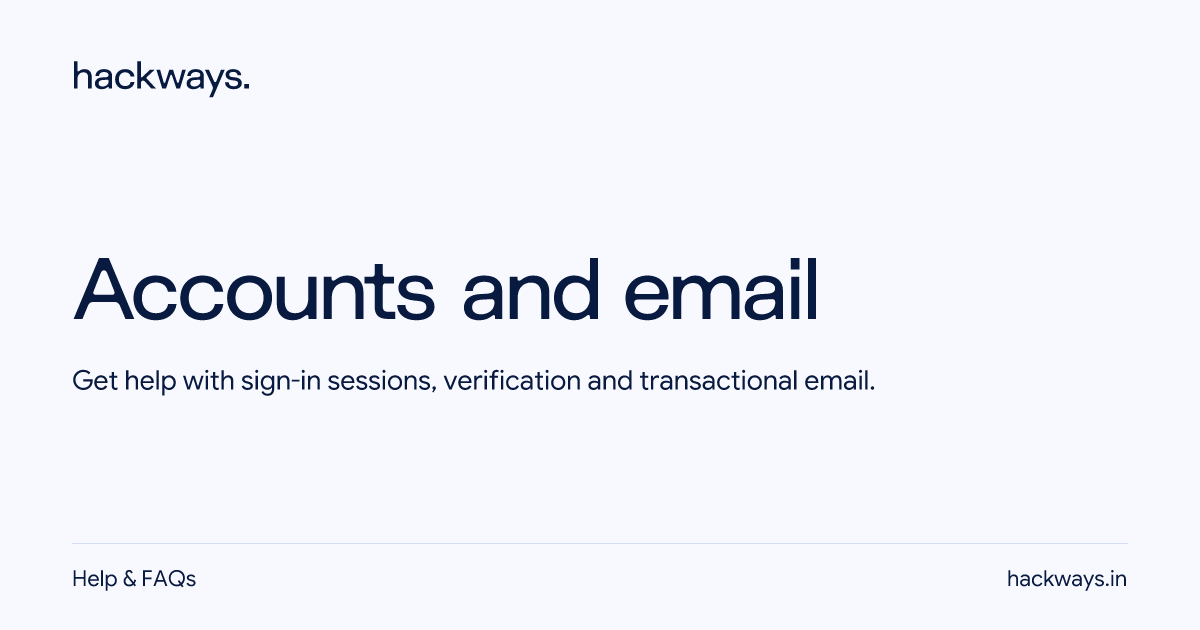 hackways.
Accounts and email
Get help with sign-in sessions, verification and transactional email.
Help & FAQs
hackways.in